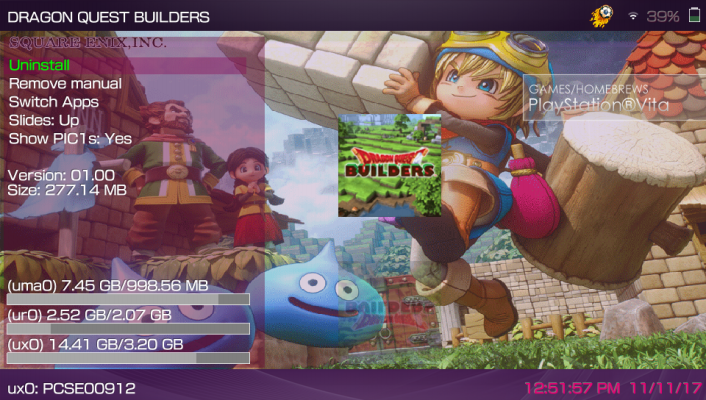 DRAGON QUEST BUILDERS
39%
SQUARE ENIX,INC.
Uninstall
Remove manual
Switch Apps
Slides: Up
Show PIC1s: Yes
Version: 01.00
Size: 277.14 MB
GAMES/HOMEBREWS
PlayStation®Vita
DRAGON QUEST
BUILDERS
(uma0) 7.45 GB/998.56 MB
(ur0) 2.52 GB/2.07 GB
(ux0) 14.41 GB/3.20 GB
BUILDERS
ux0: PCSE00912
12:51:57 PM 11/11/17